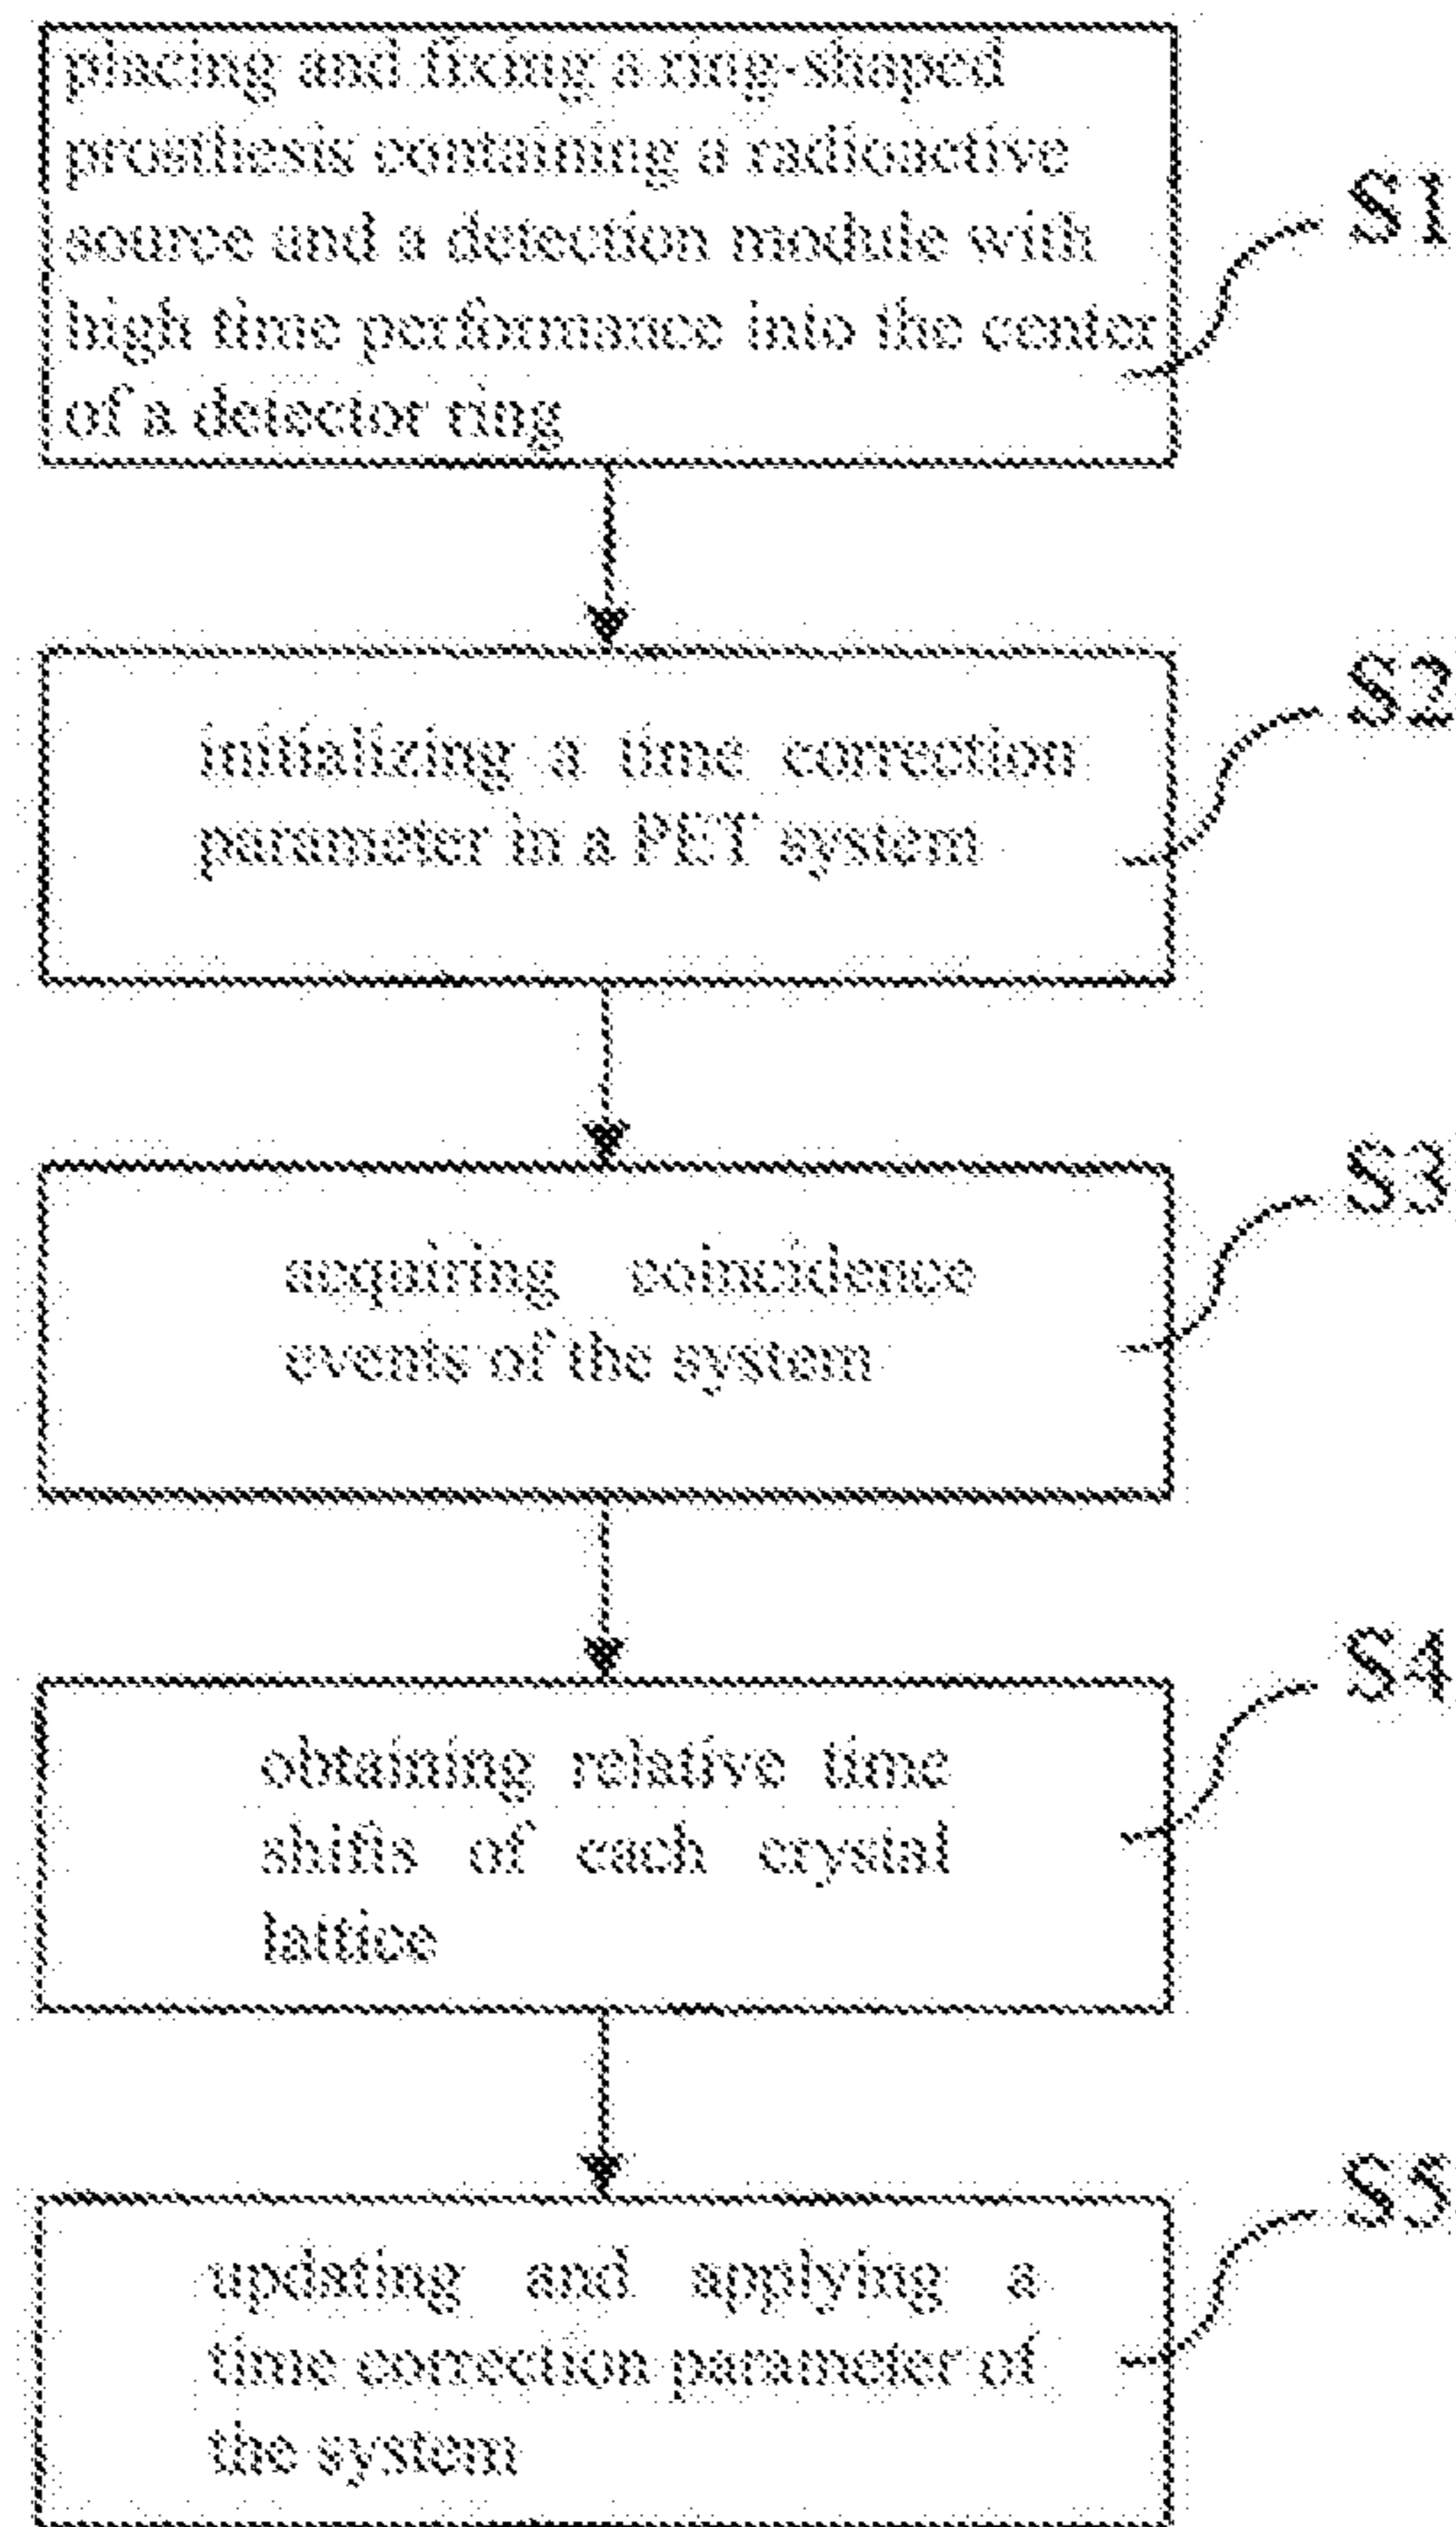 placing and fixing a ring-shaped
prosthesis containing a radioactive
source and a detection module with
high time performance into the center
of a detector ring
S1
initializing a time correction
parameter in a PET system
S2
acquiring coincidence
events of the system
S3
obtaining relative time
shifts of each crystal
lattice
S4
updating and applying a
time correction parameter of
the system
S5